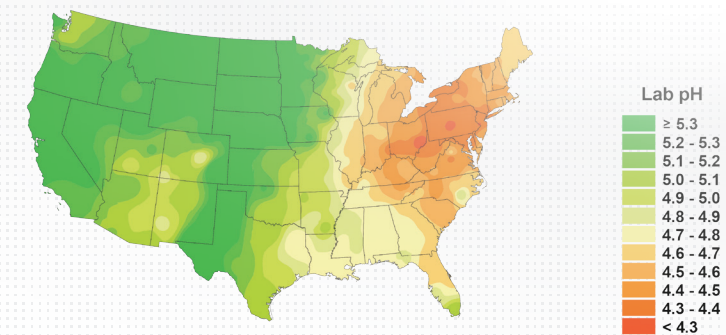 Lab pH
≥ 5.3
5.2 - 5.3
5.1 - 5.2
5.0 - 5.1
4.9 - 5.0
4.8 - 4.9
4.7 - 4.8
4.6 - 4.7
4.5 - 4.6
4.4 - 4.5
4.3 - 4.4
< 4.3